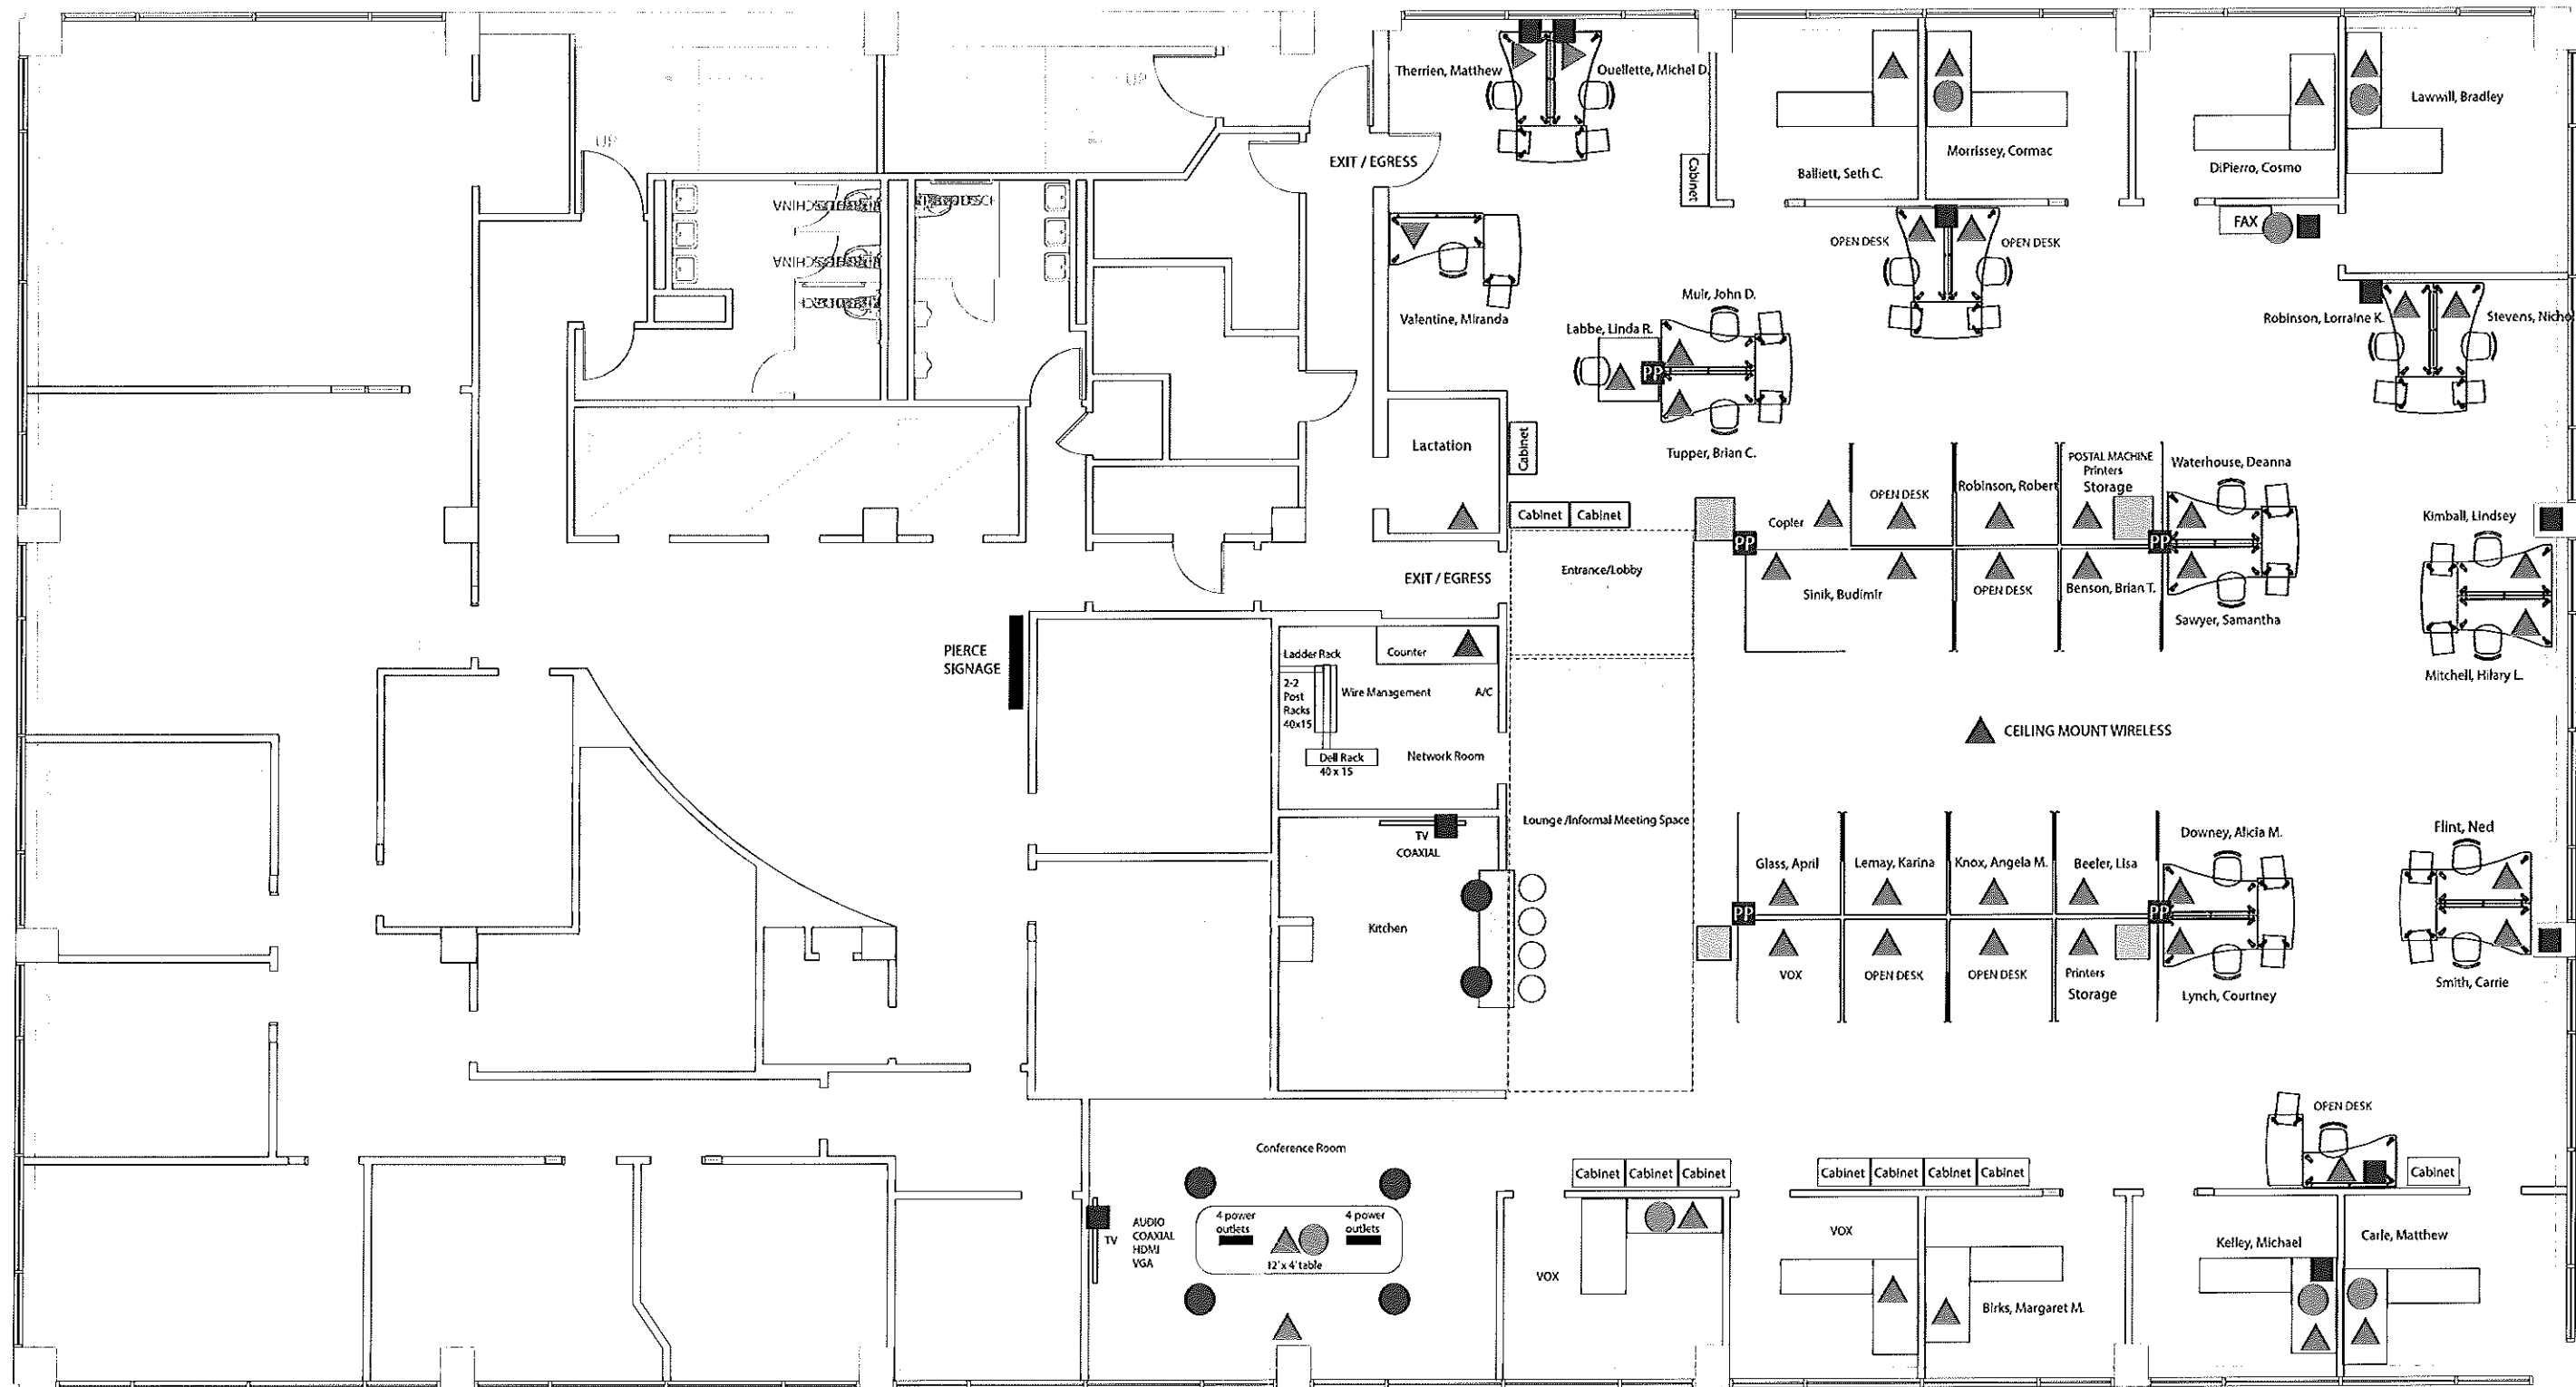 Therrien, Matthew
Ouellette, Michel D.
Lawwill, Bradley
UP
UP
EXIT / EGRESS
Cabinet
Balliett, Seth C.
Morrissey, Cormac
DiPierro, Cosmo
FAX
OPEN DESK
OPEN DESK
Valentine, Miranda
Muir, John D.
Labbe, Linda R.
PP
Robinson, Lorraine K.
Stevens, Nicho
Tupper, Brian C.
Lactation
Cabinet
Cabinet
Cabinet
Copier
OPEN DESK
Robinson, Robert
POSTAL MACHINE
Printers
Storage
Waterhouse, Deanna
PP
PP
Kimball, Lindsey
EXIT / EGRESS
Entrance/Lobby
Sinik, Budimir
OPEN DESK
Benson, Brian T.
Sawyer, Samantha
Mitchell, Hilary L.
PIERCE
SIGNAGE
Ladder Rack
Counter
2-2
Post
Racks
40x15
Wire Management
A/C
Dell Rack
40 x 15
Network Room
CEILING MOUNT WIRELESS
TV
COAXIAL
Lounge/Informal Meeting Space
Kitchen
Glass, April
Lemay, Karina
Knox, Angela M.
Beeler, Lisa
Downey, Alicia M.
Flint, Ned
PP
PP
VOX
OPEN DESK
OPEN DESK
Printers
Storage
Lynch, Courtney
Smith, Carrie
OPEN DESK
Conference Room
Cabinet
Cabinet
Cabinet
Cabinet
Cabinet
Cabinet
Cabinet
Cabinet
TV
AUDIO
COAXIAL
HDMI
VGA
4 power
outlets
4 power
outlets
12' x 4' table
VOX
VOX
Birks, Margaret M.
Kelley, Michael
Carle, Matthew